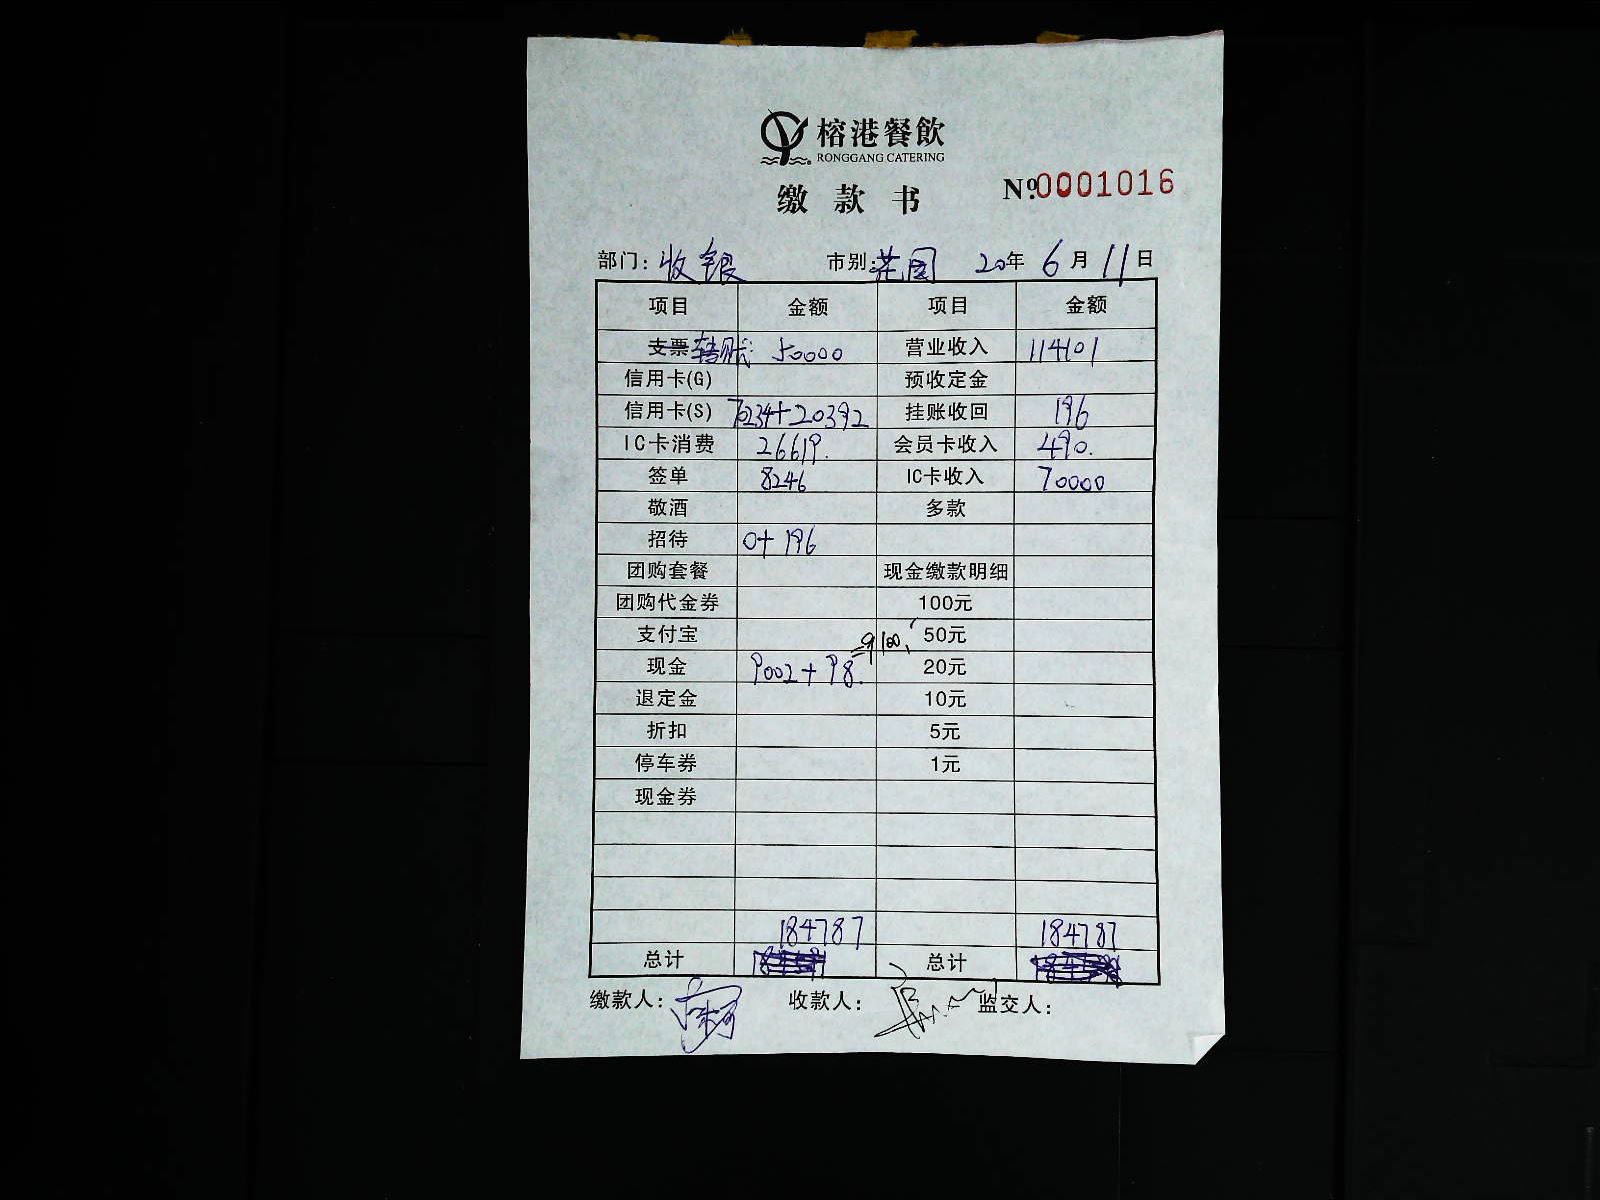 榕港餐飲
RONGGANG CATERING
缴款书 Nº0001016
部门: 收银 市别: 花园 20年 6月 11日
项目 金额 项目 金额
支票 转账: 50000 营业收入 114101
信用卡(G) 预收定金
信用卡(S) 70234+20392 挂账收回 196
IC卡消费 26619. 会员卡收入 490.
签单 8246 IC卡收入 70000
敬酒 多款
招待 0+196
团购套餐 现金缴款明细
团购代金券 100元
支付宝 50元
现金 9002+98. =9100. 20元
退定金 10元
折扣 5元
停车券 1元
现金券
184787 184787
总计 总计
缴款人: 收款人: 监交人: